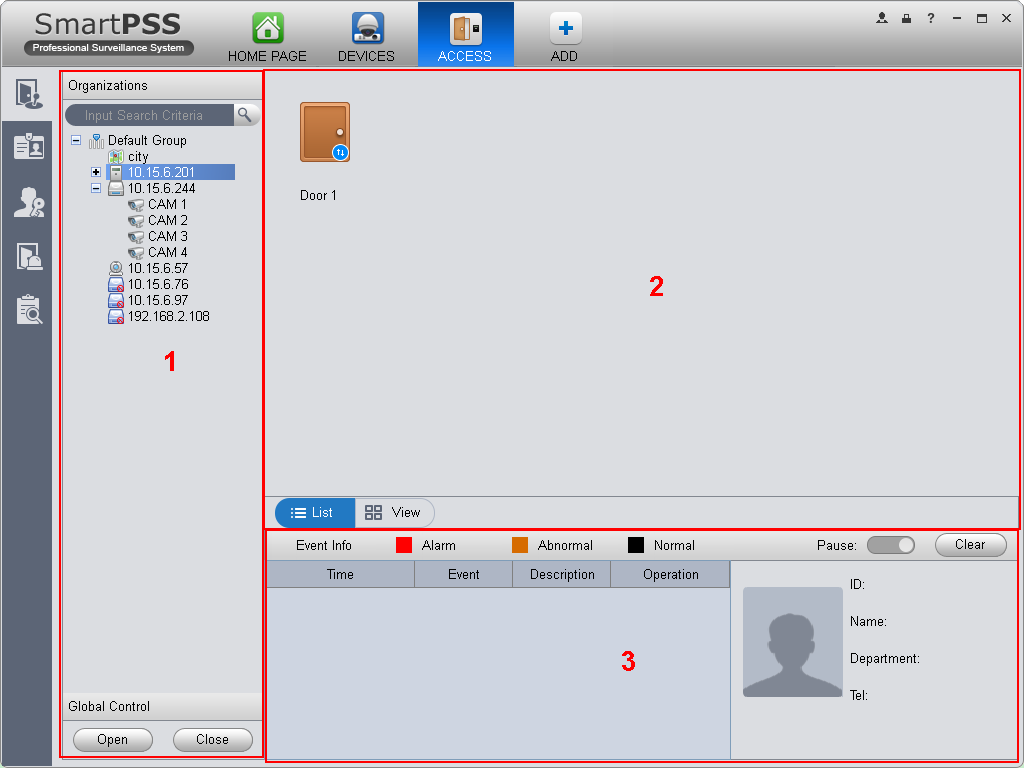 SmartPSS
Professional Surveillance System
HOME PAGE
DEVICES
ACCESS
ADD
?
Organizations
Input Search Criteria
Default Group
city
10.15.6.201
10.15.6.244
CAM 1
CAM 2
CAM 3
CAM 4
10.15.6.57
10.15.6.76
10.15.6.97
192.168.2.108
1
Global Control
Open Close
Door 1
2
List View
Event Info Alarm Abnormal Normal Pause: Clear
Time Event Description Operation
3
ID:
Name:
Department:
Tel: